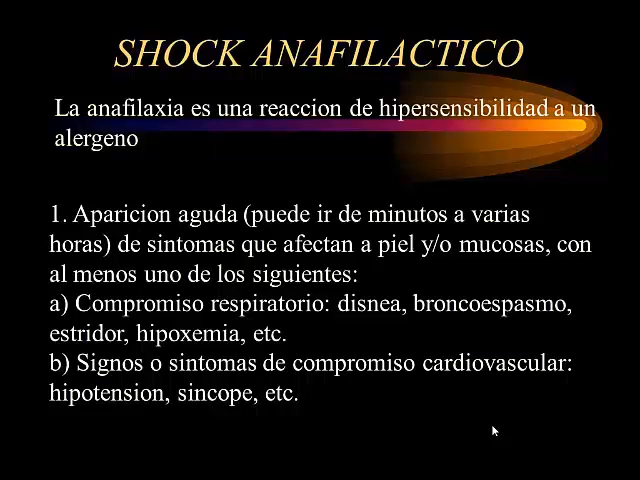 SHOCK ANAFILACTICO
La anafilaxia es una reaccion de hipersensibilidad a un
alergeno
1. Aparicion aguda (puede ir de minutos a varias
horas) de sintomas que afectan a piel y/o mucosas, con
al menos uno de los siguientes:
a) Compromiso respiratorio: disnea, broncoespasmo,
estridor, hipoxemia, etc.
b) Signos o sintomas de compromiso cardiovascular:
hipotension, sincope, etc.